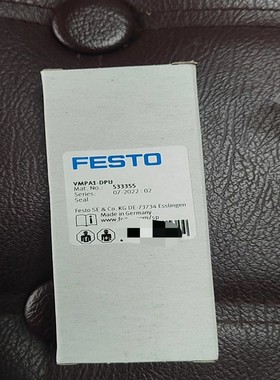 FESTO
VMPA1-DPU
Mat. No.: 533355
Series: 07-2022 : 02
Seal
Festo SE & Co. KG DE-73734 Esslingen
Made in Germany